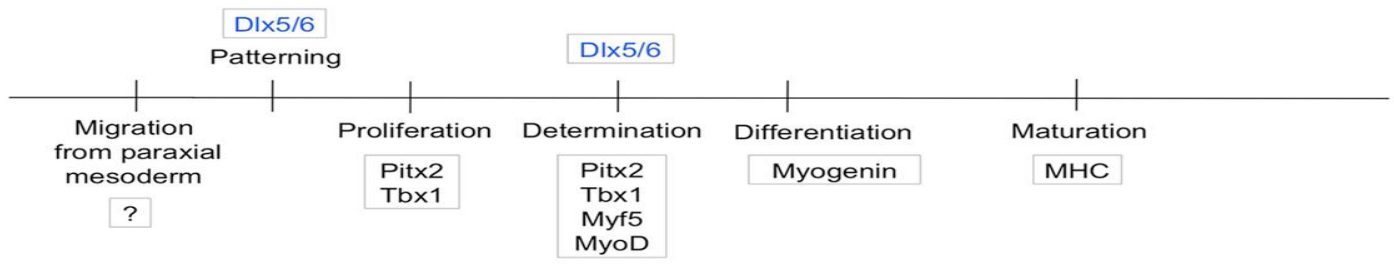 Dlx5/6
Patterning
Dlx5/6
Migration
from paraxial
mesoderm
?
Proliferation
Pitx2
Tbx1
Determination
Pitx2
Tbx1
Myf5
MyoD
Differentiation
Myogenin
Maturation
MHC